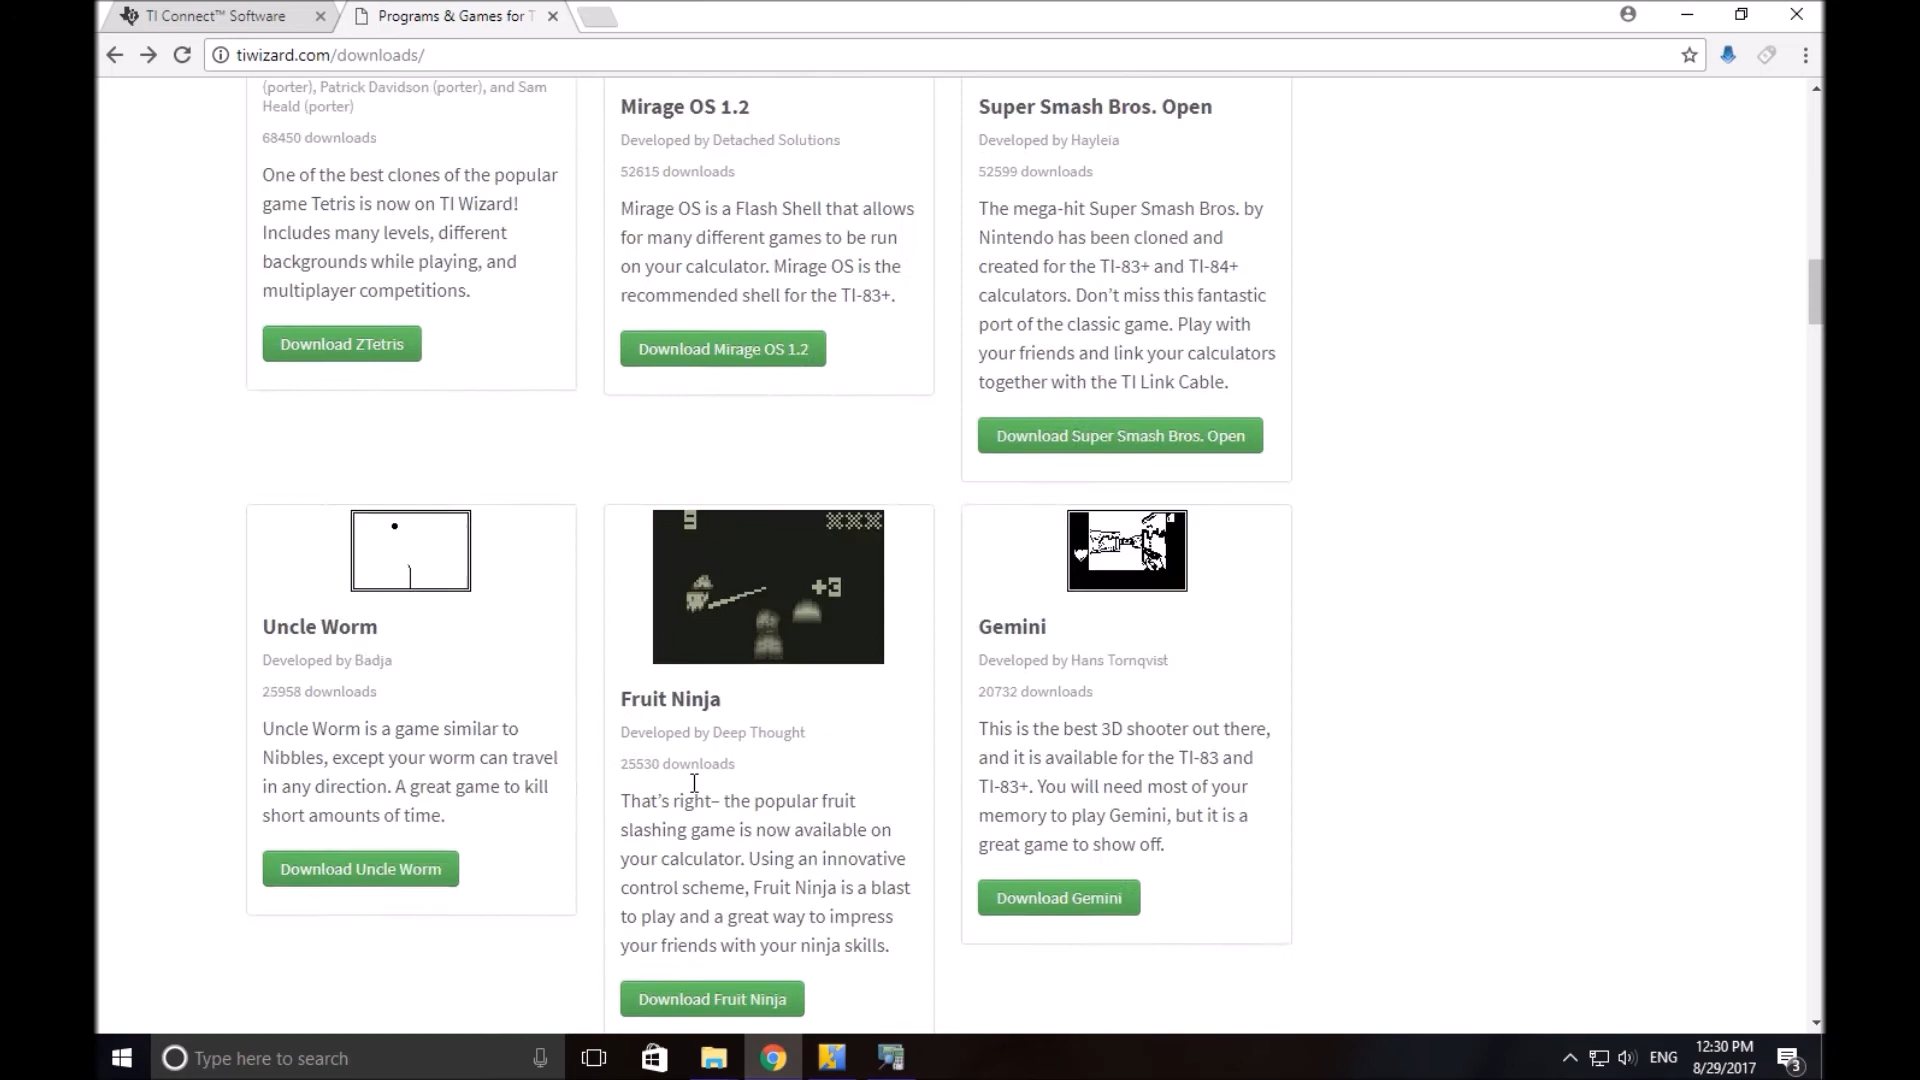 TI Connect™ Software
Programs & Games for T
tiwizard.com/downloads/
(porter), Patrick Davidson (porter), and Sam
Heald (porter)
68450 downloads
One of the best clones of the popular
game Tetris is now on TI Wizard!
Includes many levels, different
backgrounds while playing, and
multiplayer competitions.
Download ZTetris
Mirage OS 1.2
Developed by Detached Solutions
52615 downloads
Mirage OS is a Flash Shell that allows
for many different games to be run
on your calculator. Mirage OS is the
recommended shell for the TI-83+.
Download Mirage OS 1.2
Super Smash Bros. Open
Developed by Hayleia
52599 downloads
The mega-hit Super Smash Bros. by
Nintendo has been cloned and
created for the TI-83+ and TI-84+
calculators. Don’t miss this fantastic
port of the classic game. Play with
your friends and link your calculators
together with the TI Link Cable.
Download Super Smash Bros. Open
Uncle Worm
Developed by Badja
25958 downloads
Uncle Worm is a game similar to
Nibbles, except your worm can travel
in any direction. A great game to kill
short amounts of time.
Download Uncle Worm
+3
Fruit Ninja
Developed by Deep Thought
25530 downloads
That’s right– the popular fruit
slashing game is now available on
your calculator. Using an innovative
control scheme, Fruit Ninja is a blast
to play and a great way to impress
your friends with your ninja skills.
Download Fruit Ninja
Gemini
Developed by Hans Tornqvist
20732 downloads
This is the best 3D shooter out there,
and it is available for the TI-83 and
TI-83+. You will need most of your
memory to play Gemini, but it is a
great game to show off.
Download Gemini
Type here to search
ENG
12:30 PM
8/29/2017
3